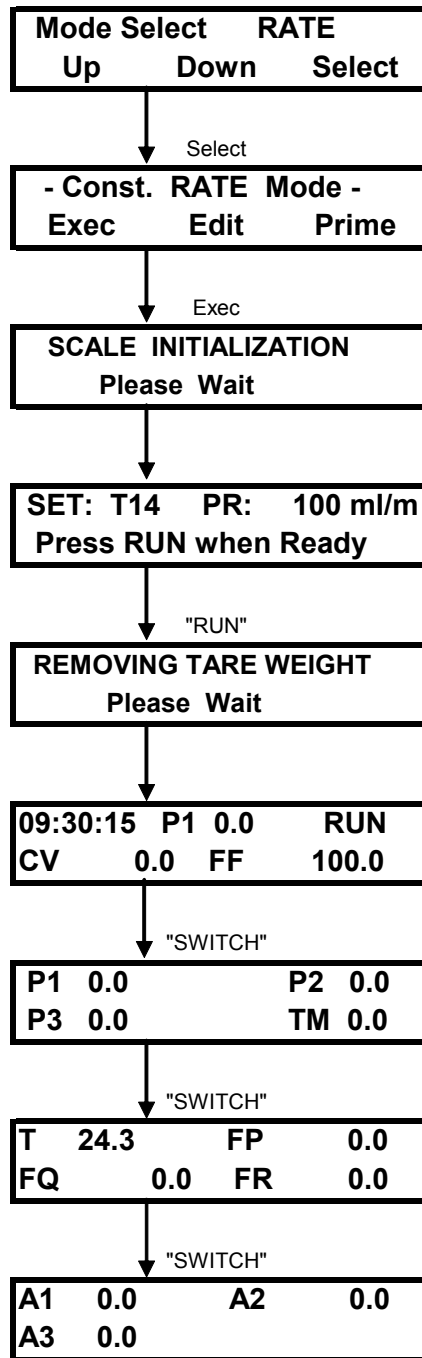 Mode Select RATE
Up Down Select
Select
- Const. RATE Mode -
Exec Edit Prime
Exec
SCALE INITIALIZATION
Please Wait
SET: T14 PR: 100 ml/m
Press RUN when Ready
"RUN"
REMOVING TARE WEIGHT
Please Wait
09:30:15 P1 0.0 RUN
CV 0.0 FF 100.0
"SWITCH"
P1 0.0 P2 0.0
P3 0.0 TM 0.0
"SWITCH"
T 24.3 FP 0.0
FQ 0.0 FR 0.0
"SWITCH"
A1 0.0 A2 0.0
A3 0.0